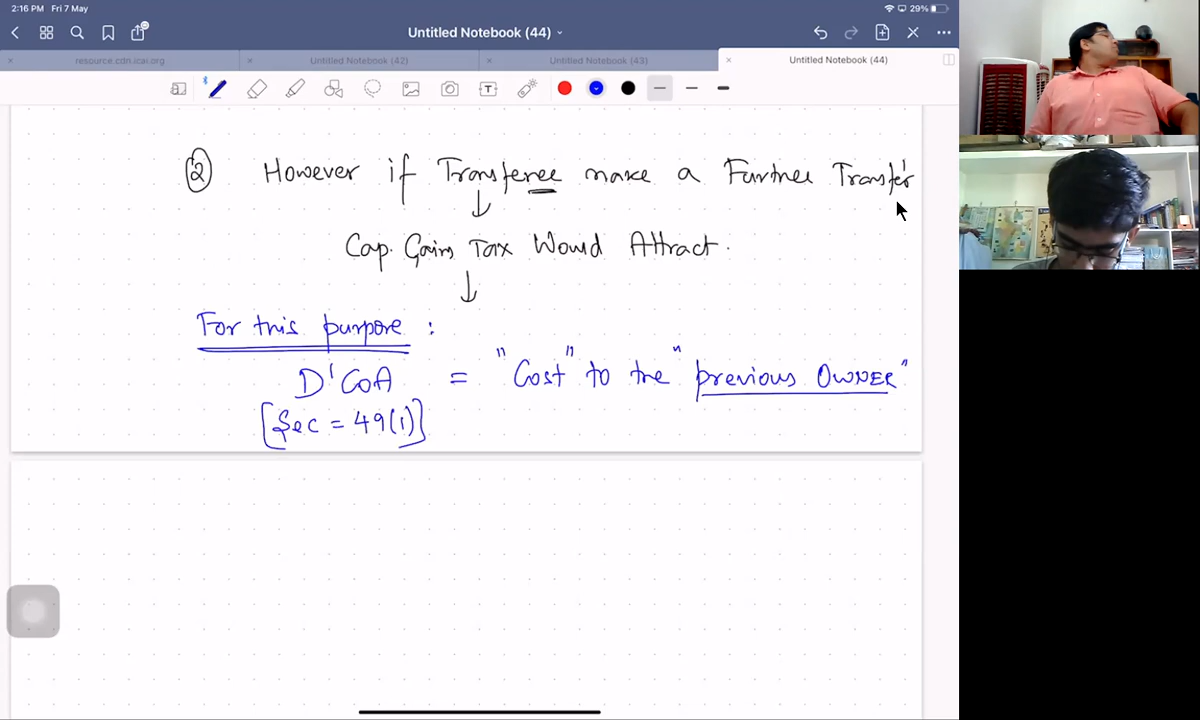 2:16 PM Fri 7 May
29%
Untitled Notebook (44)
resource.cdn.icai.org
Untitled Notebook (42)
Untitled Notebook (43)
Untitled Notebook (44)
T
② However if Transferee make a Further Transfer
Cap. Gains Tax Would Attract.
For this purpose :
D'CoA = "Cost" to the "previous OWNER"
[Sec = 49(1)]